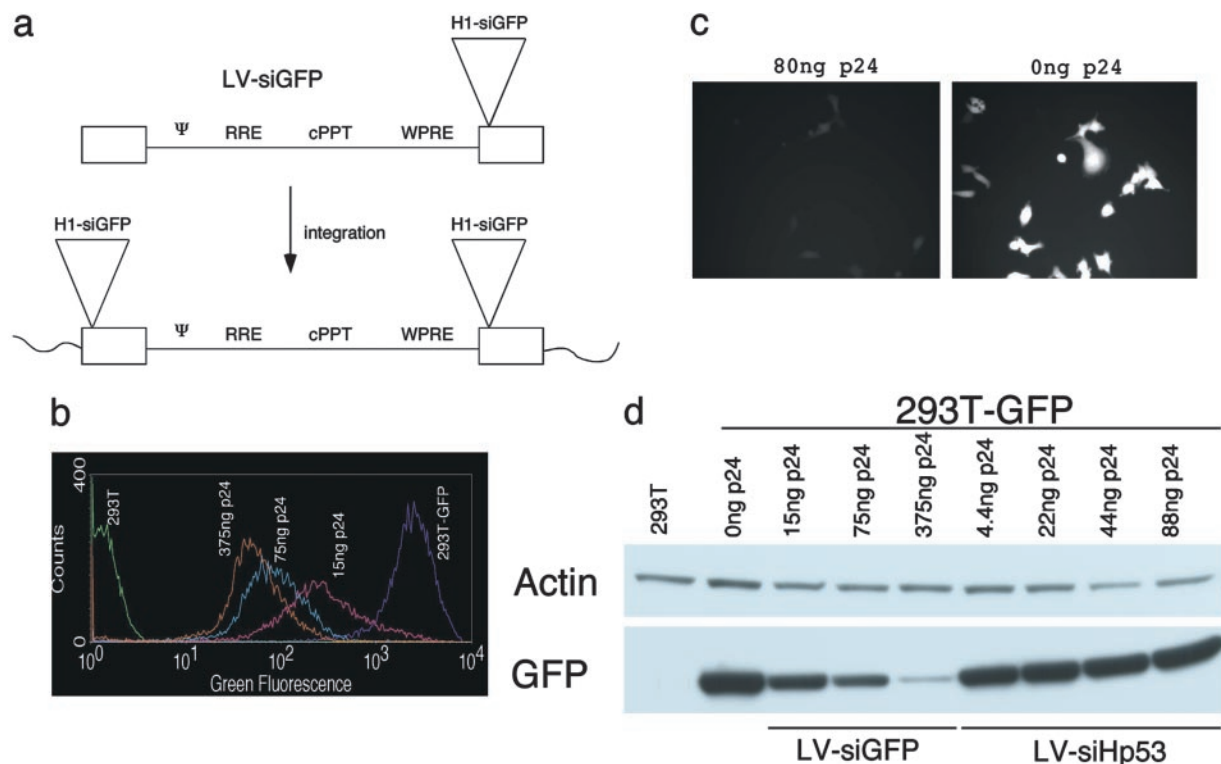 a
H1-siGFP
LV-siGFP
Ψ RRE cPPT WPRE
integration
H1-siGFP H1-siGFP
Ψ RRE cPPT WPRE
b
400
Counts
0
293T
375ng p24
75ng p24
15ng p24
293T-GFP
10⁰ 10¹ 10² 10³ 10⁴
Green Fluorescence
c
80ng p24 0ng p24
d
293T-GFP
293T
0ng p24
15ng p24
75ng p24
375ng p24
4.4ng p24
22ng p24
44ng p24
88ng p24
Actin
GFP
LV-siGFP LV-siHp53